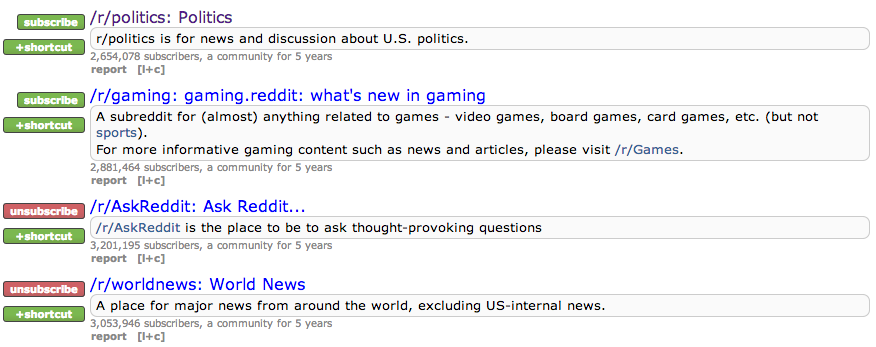 subscribe /r/politics: Politics
+shortcut r/politics is for news and discussion about U.S. politics.
2,654,078 subscribers, a community for 5 years
report [l+c]
subscribe /r/gaming: gaming.reddit: what's new in gaming
+shortcut A subreddit for (almost) anything related to games - video games, board games, card games, etc. (but not
sports).
For more informative gaming content such as news and articles, please visit /r/Games.
2,881,464 subscribers, a community for 5 years
report [l+c]
unsubscribe /r/AskReddit: Ask Reddit...
+shortcut /r/AskReddit is the place to be to ask thought-provoking questions
3,201,195 subscribers, a community for 5 years
report [l+c]
unsubscribe /r/worldnews: World News
+shortcut A place for major news from around the world, excluding US-internal news.
3,053,946 subscribers, a community for 5 years
report [l+c]